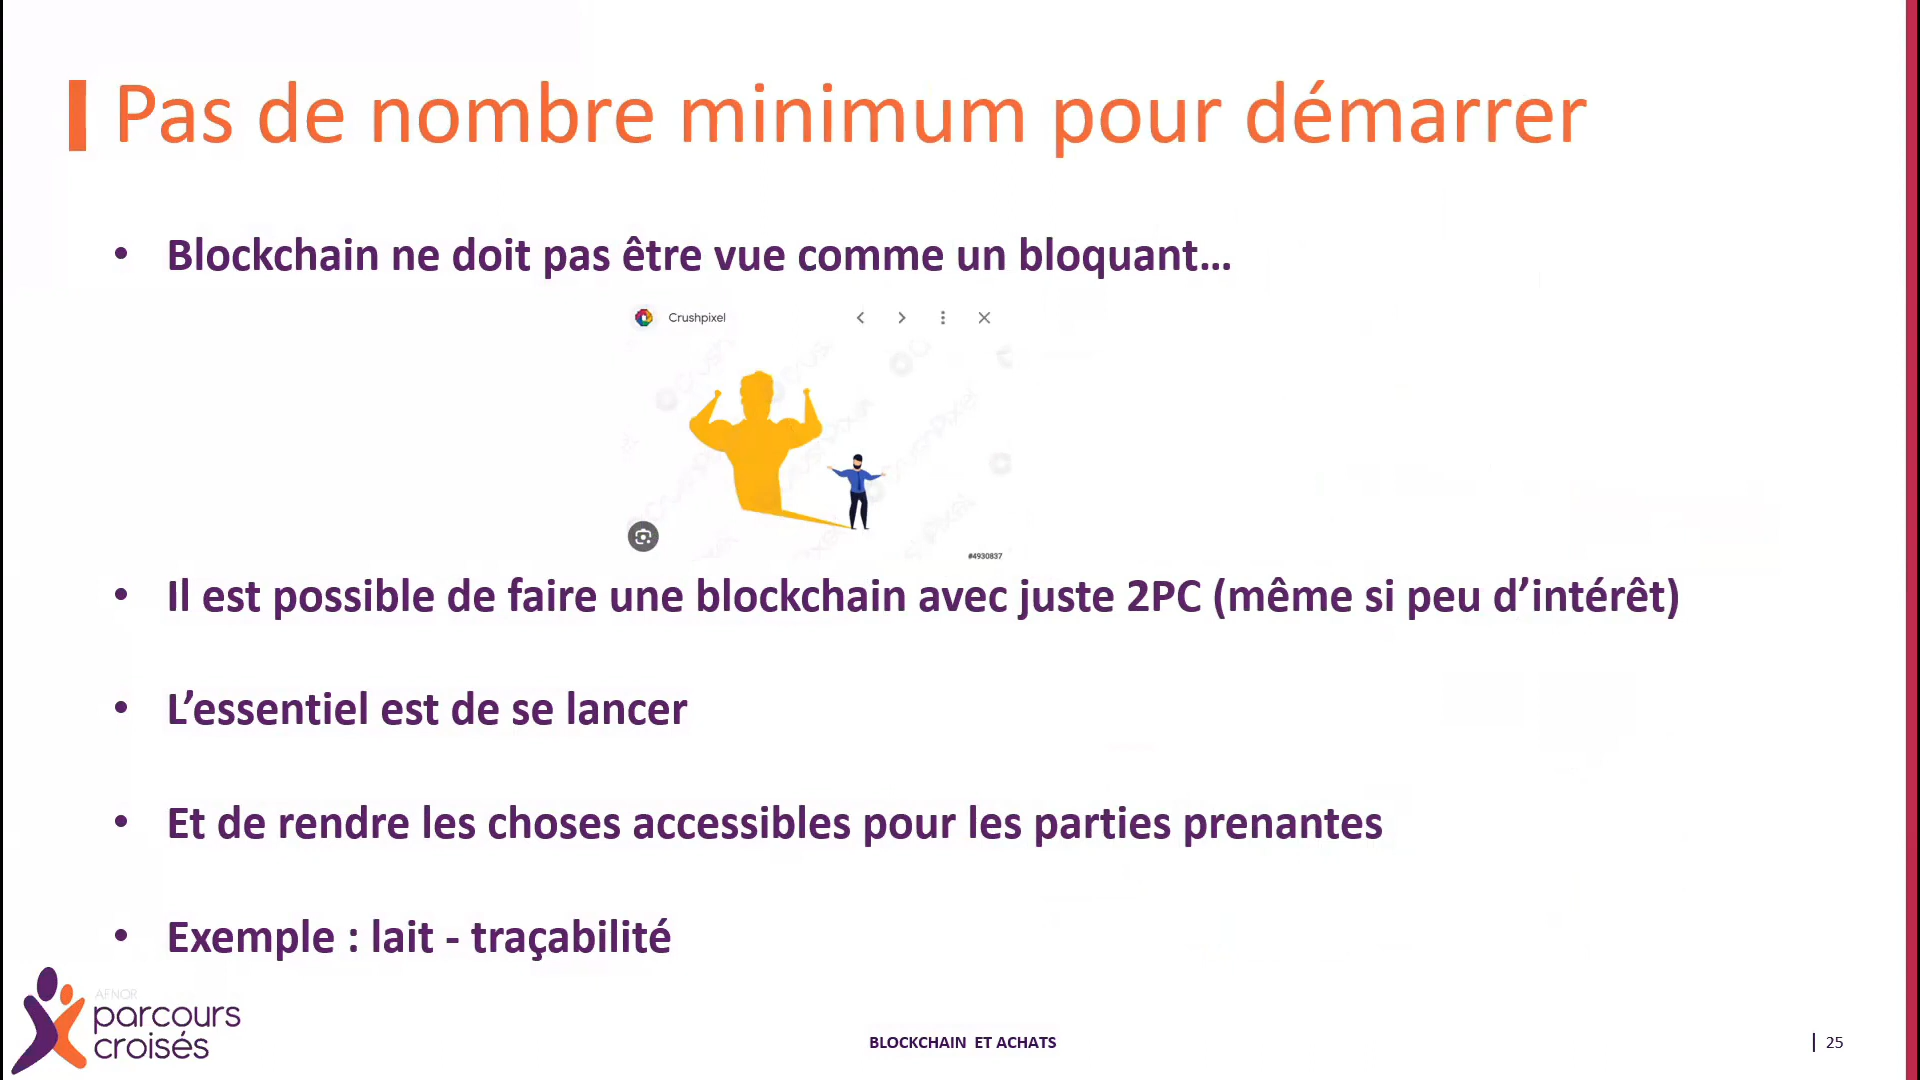 Pas de nombre minimum pour démarrer
• Blockchain ne doit pas être vue comme un bloquant...
Crushpixel
#4930837
• Il est possible de faire une blockchain avec juste 2PC (même si peu d’intérêt)
• L’essentiel est de se lancer
• Et de rendre les choses accessibles pour les parties prenantes
• Exemple : lait - traçabilité
AFNOR
parcours
croisés
BLOCKCHAIN ET ACHATS
| 25